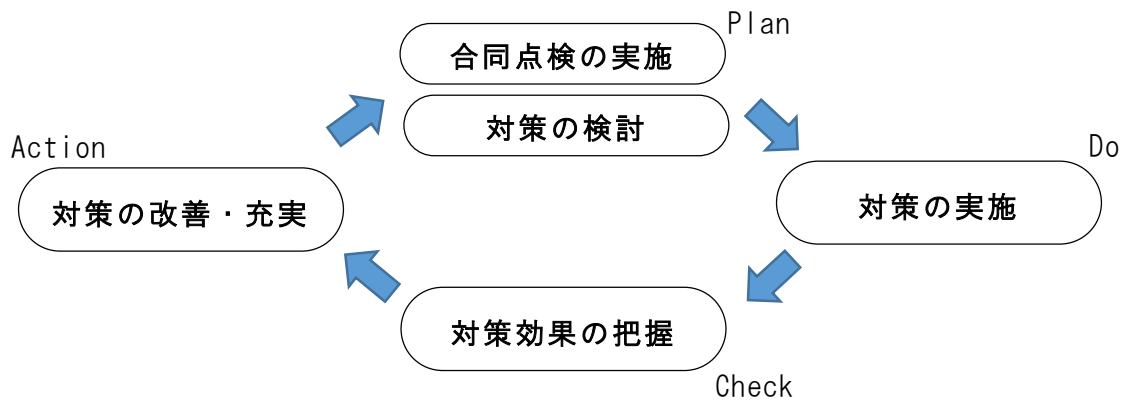 Plan
合同点検の実施
対策の検討
Action
Do
対策の改善・充実
対策の実施
対策効果の把握
Check